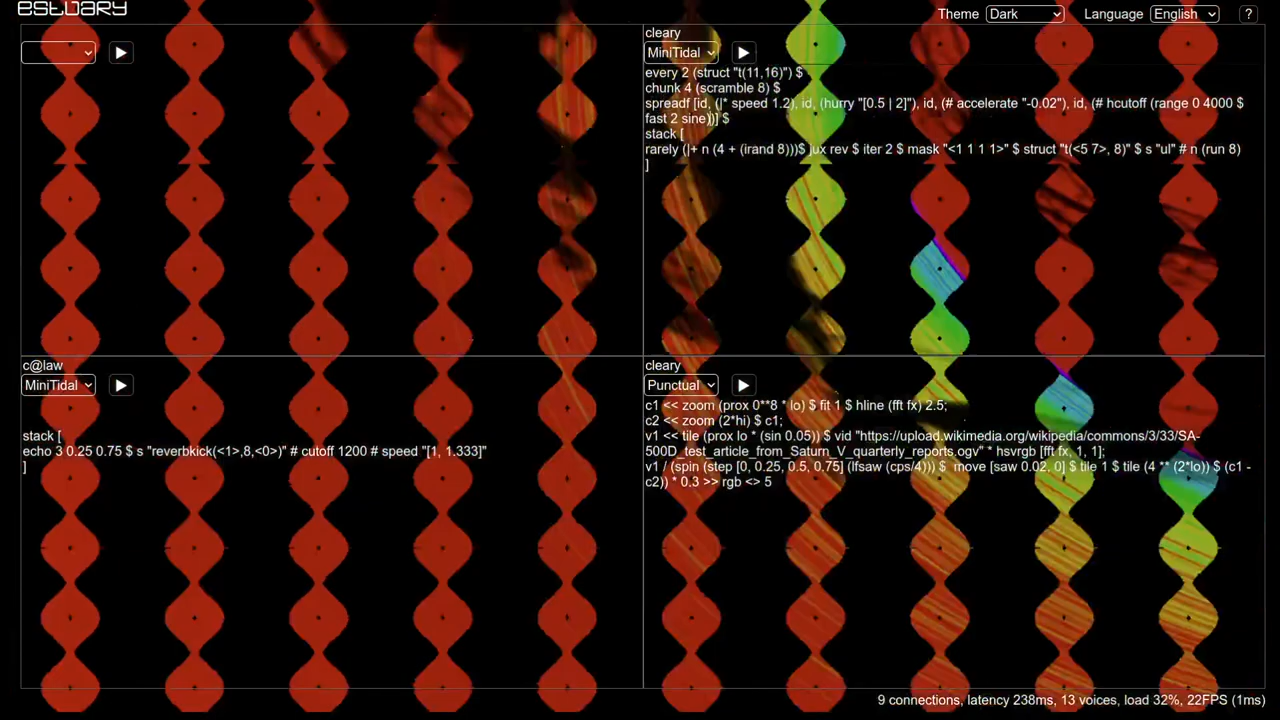 estuary
Theme Dark Language English ?
cleary
MiniTidal
every 2 (struct "t(11,16)") $
chunk 4 (scramble 8) $
spreadf [id, (|* speed 1.2), id, (hurry "[0.5 | 2]"), id, (# accelerate "-0.02"), id, (# hcutoff (range 0 4000 $
fast 2 sine))] $
stack [
rarely (|+ n (4 + (irand 8)))$ jux rev $ iter 2 $ mask "<1 1 1 1>" $ struct "t(<5 7>, 8)" $ s "ul" # n (run 8)
]
c@law
MiniTidal
stack [
echo 3 0.25 0.75 $ s "reverbkick(<1>,8,<0>)" # cutoff 1200 # speed "[1, 1.333]"
]
cleary
Punctual
c1 << zoom (prox 0**8 * lo) $ fit 1 $ hline (fft fx) 2.5;
c2 << zoom (2*hi) $ c1;
v1 << tile (prox lo * (sin 0.05)) $ vid "https://upload.wikimedia.org/wikipedia/commons/3/33/SA-
500D_test_article_from_Saturn_V_quarterly_reports.ogv" * hsvrgb [fft fx, 1, 1];
v1 / (spin (step [0, 0.25, 0.5, 0.75] (lfsaw (cps/4))) $ move [saw 0.02, 0] $ tile 1 $ tile (4 ** (2*lo)) $ (c1 -
c2)) * 0.3 >> rgb <> 5
9 connections, latency 238ms, 13 voices, load 32%, 22FPS (1ms)